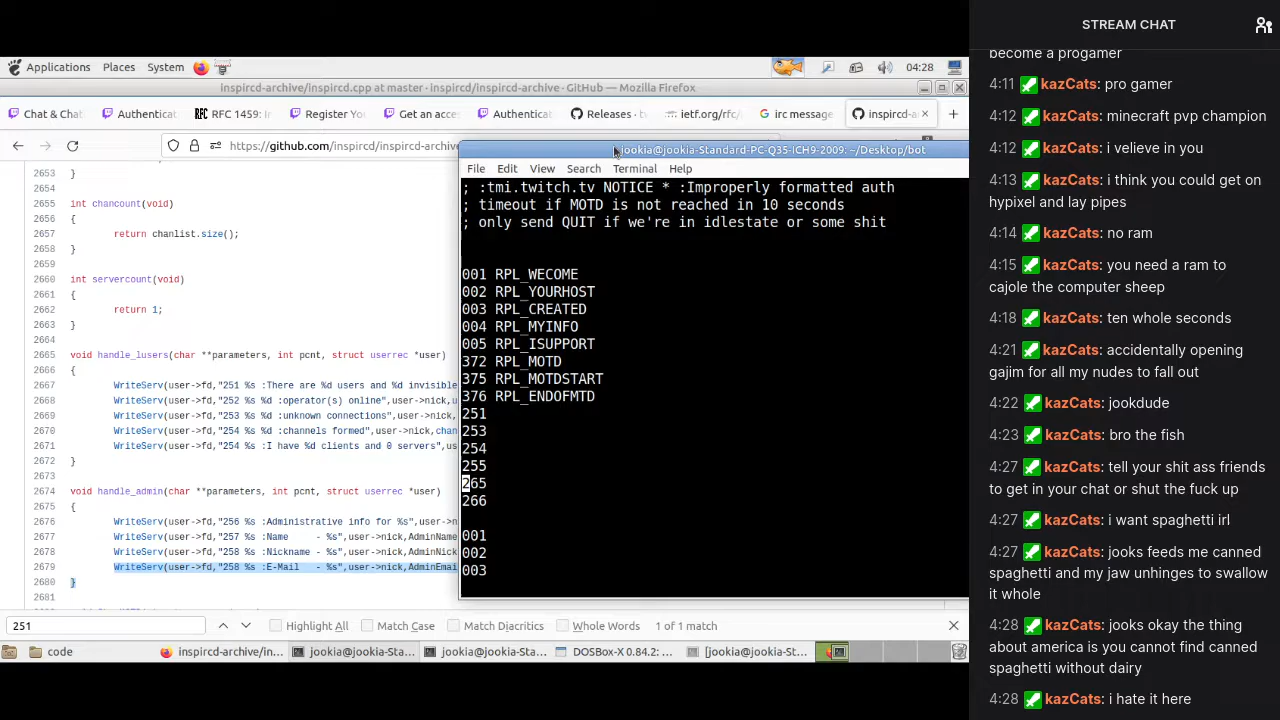 STREAM CHAT
become a progamer
4:11 kazCats: pro gamer
4:12 kazCats: minecraft pvp champion
4:12 kazCats: i velieve in you
4:13 kazCats: i think you could get on
hypixel and lay pipes
4:14 kazCats: no ram
4:15 kazCats: you need a ram to
cajole the computer sheep
4:18 kazCats: ten whole seconds
4:21 kazCats: accidentally opening
gajim for all my nudes to fall out
4:22 kazCats: jookdude
4:23 kazCats: bro the fish
4:27 kazCats: tell your shit ass friends
to get in your chat or shut the fuck up
4:27 kazCats: i want spaghetti irl
4:27 kazCats: jooks feeds me canned
spaghetti and my jaw unhinges to swallow
it whole
4:28 kazCats: jooks okay the thing
about america is you cannot find canned
spaghetti without dairy
4:28 kazCats: i hate it here
Applications Places System 04:28
inspircd-archive/inspircd.cpp at master · inspircd/inspircd-archive · GitHub — Mozilla Firefox
Chat & Cha
Authentica
RFC 1459: Ir
Register Yo
Get an acce
Authentica
Releases · tv
ietf.org/rfc/
irc message
inspircd-a
https://github.com/inspircd/inspircd-archive
2653 }
2654
2655 int chancount(void)
2656 {
2657 return chanlist.size();
2658 }
2659
2660 int servercount(void)
2661 {
2662 return 1;
2663 }
2664
2665 void handle_lusers(char **parameters, int pcnt, struct userrec *user)
2666 {
2667 WriteServ(user->fd,"251 %s :There are %d users and %d invisible
2668 WriteServ(user->fd,"252 %s %d :operator(s) online",user->nick,u
2669 WriteServ(user->fd,"253 %s %d :unknown connections",user->nick,
2670 WriteServ(user->fd,"254 %s %d :channels formed",user->nick,chan
2671 WriteServ(user->fd,"254 %s :I have %d clients and 0 servers",us
2672 }
2673
2674 void handle_admin(char **parameters, int pcnt, struct userrec *user)
2675 {
2676 WriteServ(user->fd,"256 %s :Administrative info for %s",user->n
2677 WriteServ(user->fd,"257 %s :Name - %s",user->nick,AdminName
2678 WriteServ(user->fd,"258 %s :Nickname - %s",user->nick,AdminNick
2679 WriteServ(user->fd,"258 %s :E-Mail - %s",user->nick,AdminEmai
2680 }
2681
jookia@jookia-Standard-PC-Q35-ICH9-2009: ~/Desktop/bot
File Edit View Search Terminal Help
; :tmi.twitch.tv NOTICE * :Improperly formatted auth
; timeout if MOTD is not reached in 10 seconds
; only send QUIT if we're in idlestate or some shit
001 RPL_WECOME
002 RPL_YOURHOST
003 RPL_CREATED
004 RPL_MYINFO
005 RPL_ISUPPORT
372 RPL_MOTD
375 RPL_MOTDSTART
376 RPL_ENDOFMTD
251
253
254
255
265
266
001
002
003
251
Highlight All Match Case Match Diacritics Whole Words 1 of 1 match
code
inspircd-archive/in...
jookia@jookia-Sta...
jookia@jookia-Sta...
DOSBox-X 0.84.2: ...
[jookia@jookia-St...